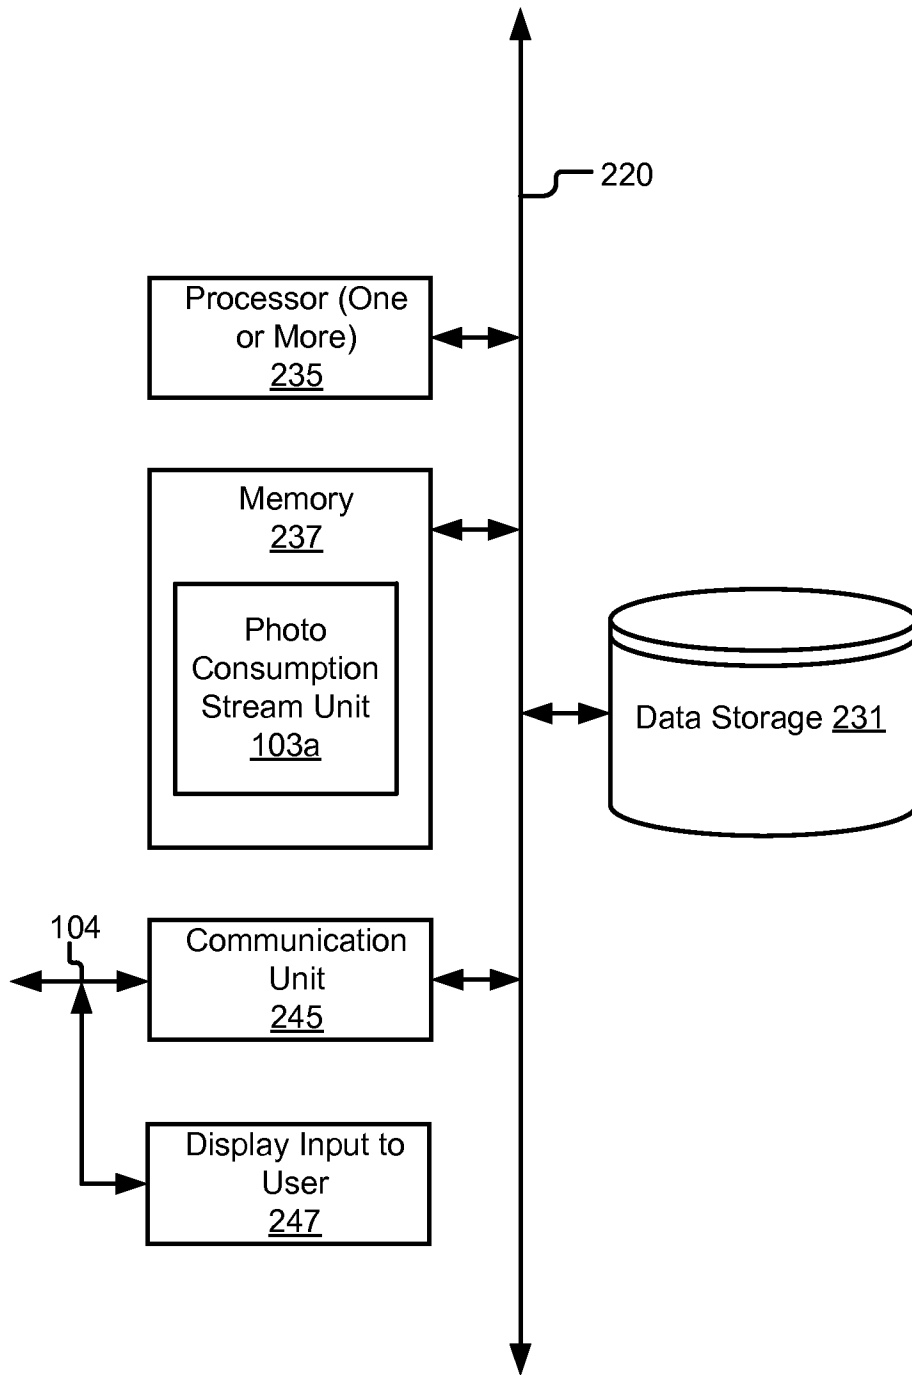 220
Processor (One
or More)
235
Memory
237
Photo
Consumption
Stream Unit
103a
Data Storage 231
104
Communication
Unit
245
Display Input to
User
247